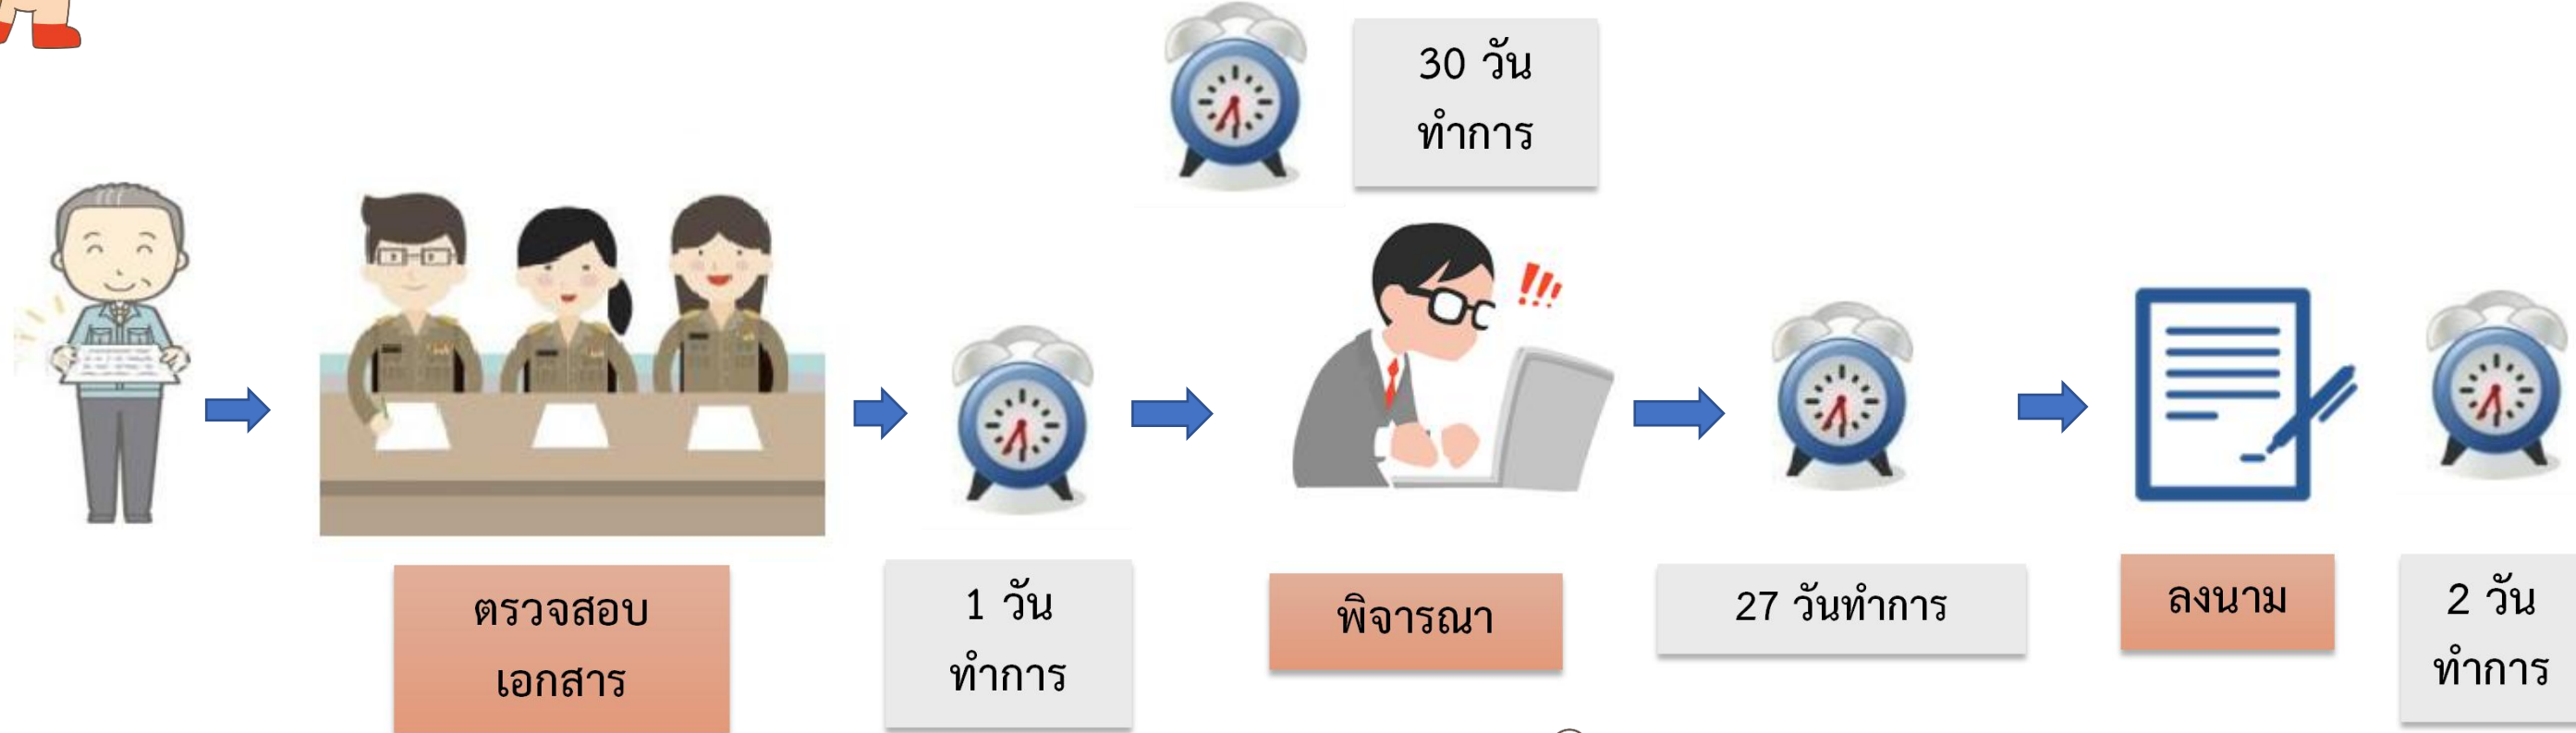 30 วัน
ทำการ
ตรวจสอบ
เอกสาร
1 วัน
ทำการ
พิจารณา
27 วันทำการ
ลงนาม
2 วัน
ทำการ